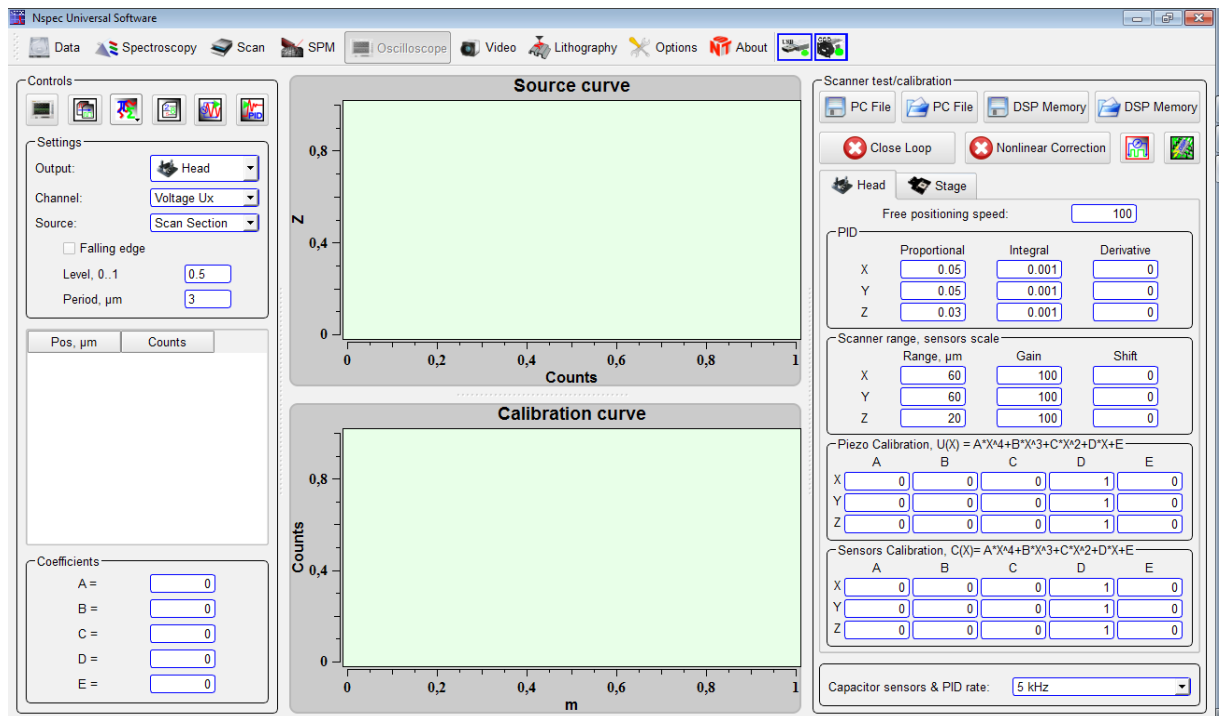 Nspec Universal Software
Data Spectroscopy Scan SPM Oscilloscope Video Lithography Options NT About USB
Controls
PID
Settings
Output: Head
Channel: Voltage Ux
Source: Scan Section
Falling edge
Level, 0..1 0.5
Period, µm 3
Pos, µm Counts
Coefficients
A = 0
B = 0
C = 0
D = 0
E = 0
Source curve
Z
0,8
0,4
0
0 0,2 0,4 0,6 0,8 1
Counts
Calibration curve
Counts
0,8
0,4
0
0 0,2 0,4 0,6 0,8 1
m
Scanner test/calibration
PC File PC File DSP Memory DSP Memory
Close Loop Nonlinear Correction
Head Stage
Free positioning speed: 100
PID
Proportional Integral Derivative
X 0.05 0.001 0
Y 0.05 0.001 0
Z 0.03 0.001 0
Scanner range, sensors scale
Range, µm Gain Shift
X 60 100 0
Y 60 100 0
Z 20 100 0
Piezo Calibration, U(X) = A*X^4+B*X^3+C*X^2+D*X+E
A B C D E
X 0 0 0 1 0
Y 0 0 0 1 0
Z 0 0 0 1 0
Sensors Calibration, C(X)= A*X^4+B*X^3+C*X^2+D*X+E
A B C D E
X 0 0 0 1 0
Y 0 0 0 1 0
Z 0 0 0 1 0
Capacitor sensors & PID rate: 5 kHz